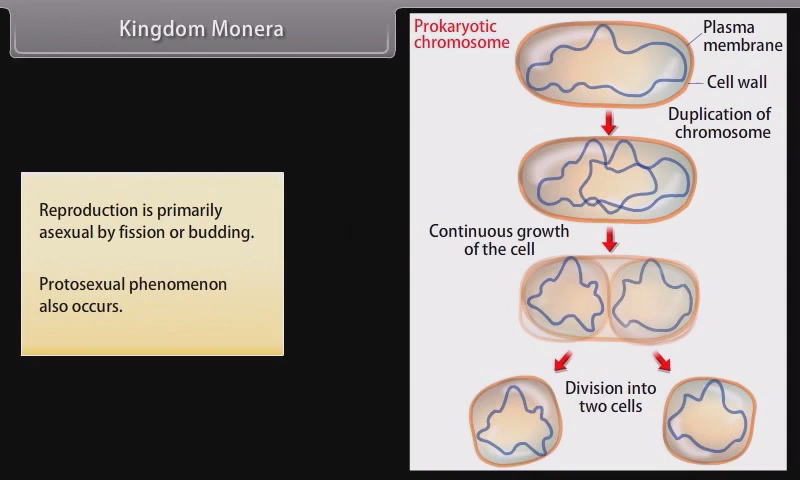 Kingdom Monera
Reproduction is primarily
asexual by fission or budding.
Protosexual phenomenon
also occurs.
Prokaryotic
chromosome
Plasma
membrane
Cell wall
Duplication of
chromosome
Continuous growth
of the cell
Division into
two cells